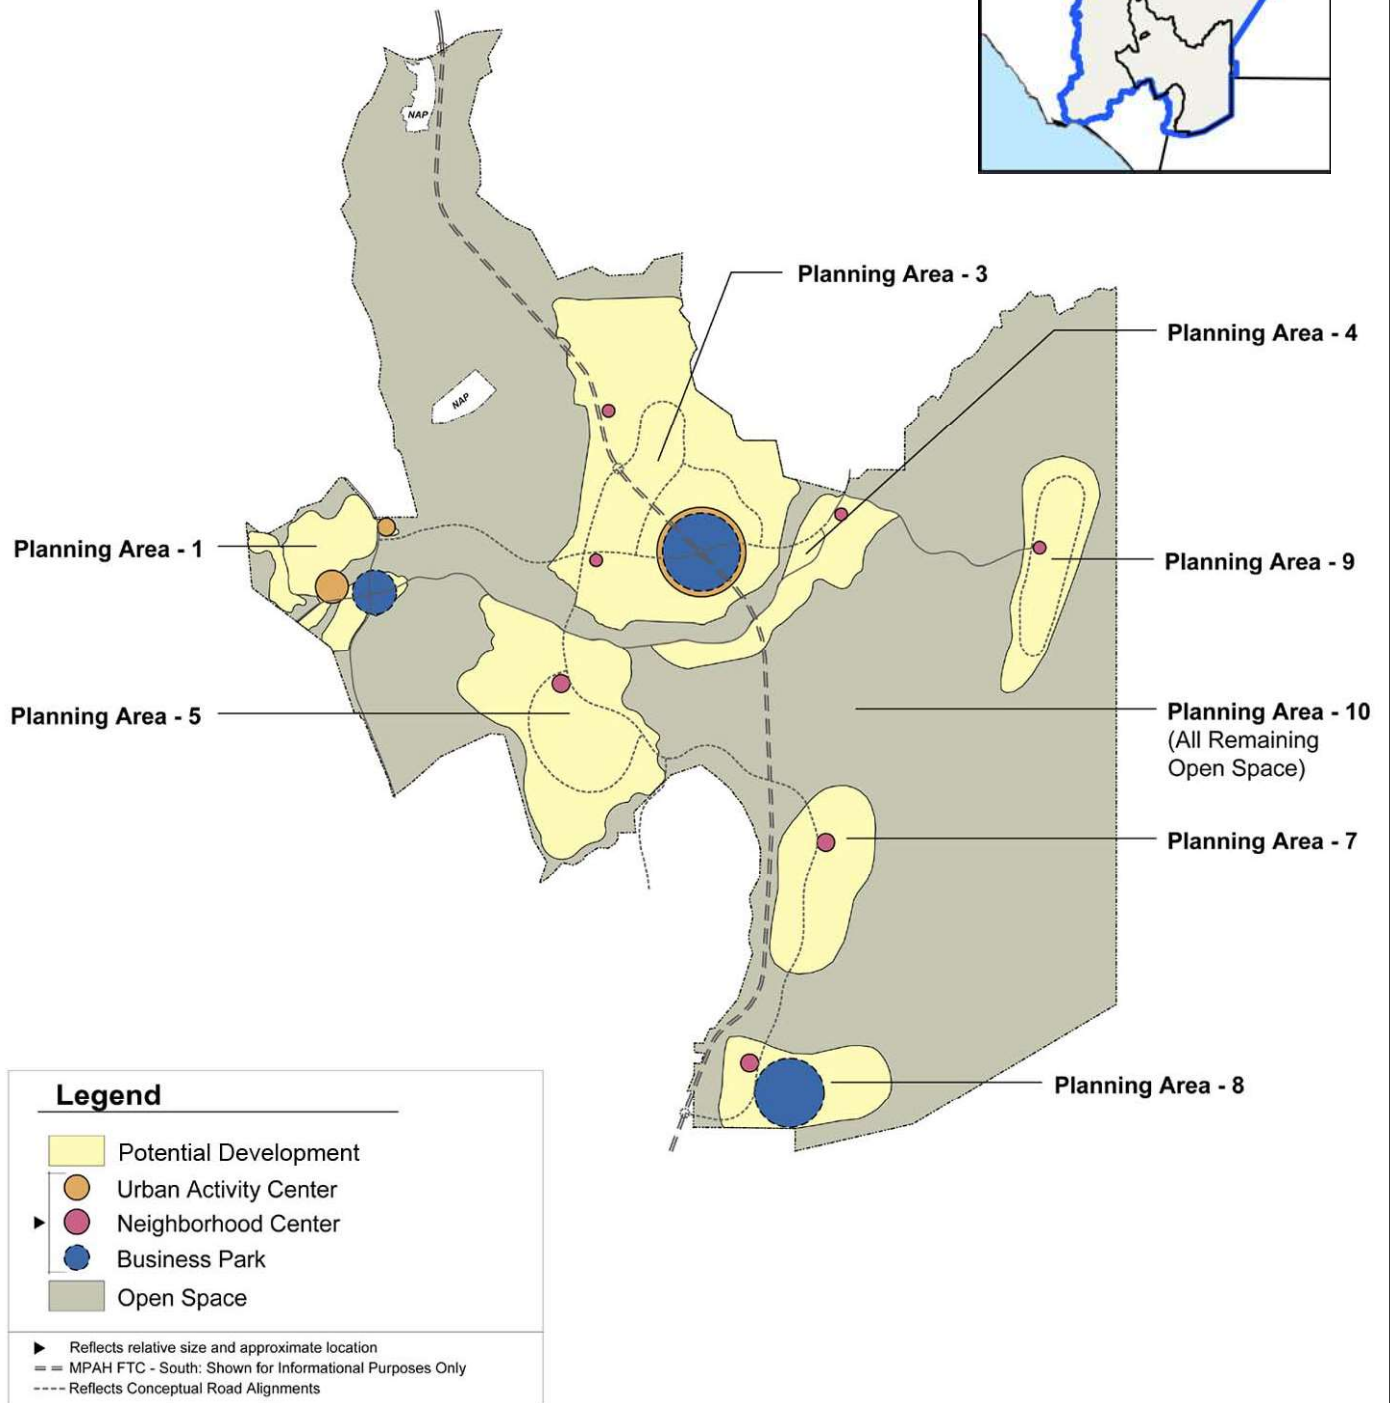 NAP
Planning Area - 3
Planning Area - 4
NAP
Planning Area - 1
Planning Area - 9
Planning Area - 5
Planning Area - 10
(All Remaining
Open Space)
Planning Area - 7
Planning Area - 8
Legend
Potential Development
Urban Activity Center
Neighborhood Center
Business Park
Open Space
Reflects relative size and approximate location
MPAH FTC - South: Shown for Informational Purposes Only
Reflects Conceptual Road Alignments